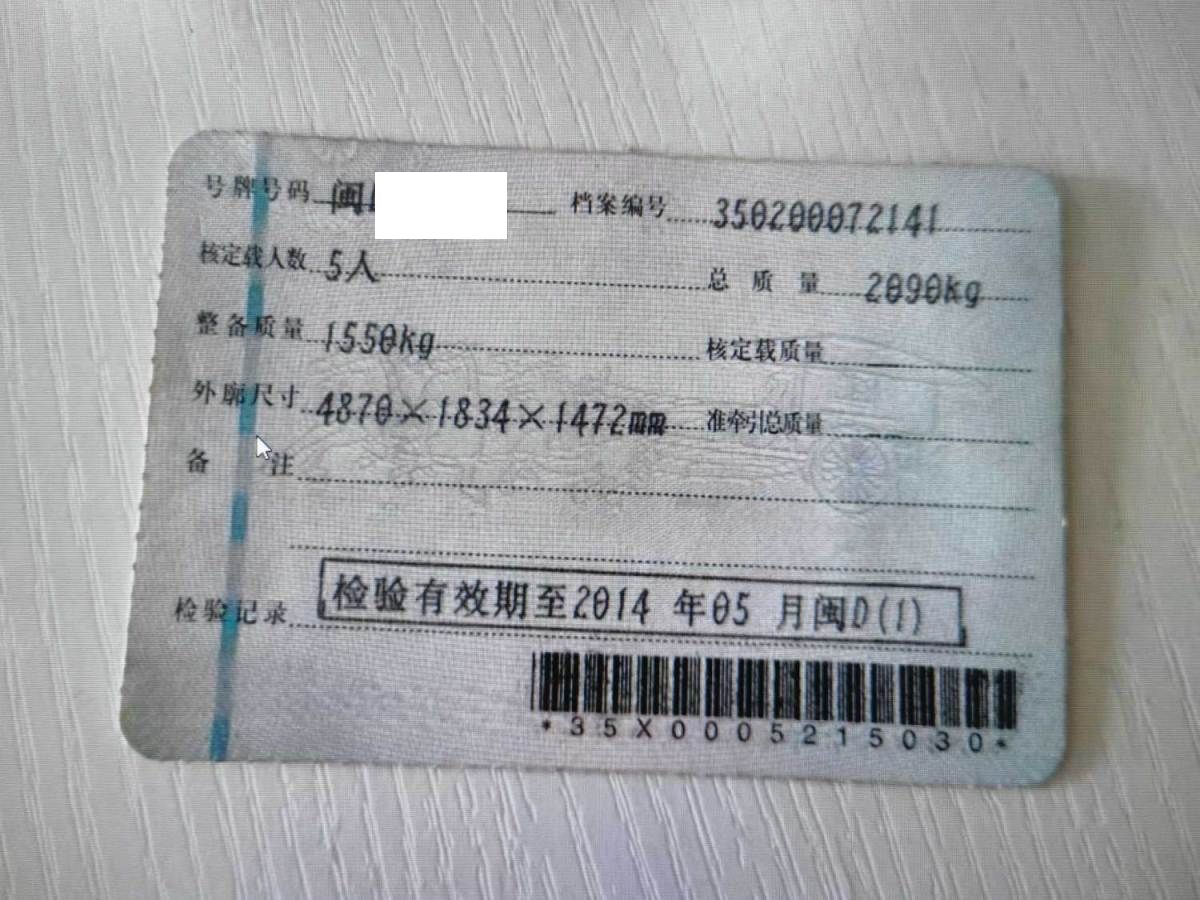 号牌号码 闽 档案编号 350200072141
核定载人数 5人 总质量 2090kg
整备质量 1550kg 核定载质量
外廓尺寸 4870×1834×1472mm 准牵引总质量
备注
检验记录 检验有效期至2014 年05 月闽D(1)
*35X0005215030*